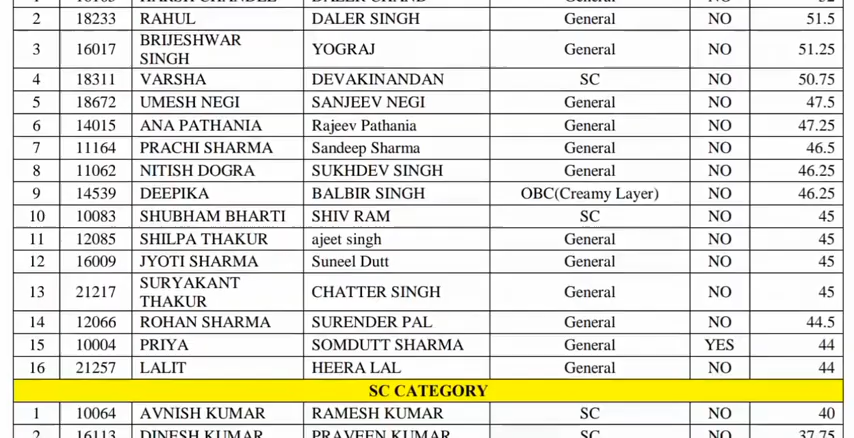 2 18233 RAHUL DALER SINGH General NO 51.5
3 16017 BRIJESHWAR SINGH YOGRAJ General NO 51.25
4 18311 VARSHA DEVAKINANDAN SC NO 50.75
5 18672 UMESH NEGI SANJEEV NEGI General NO 47.5
6 14015 ANA PATHANIA Rajeev Pathania General NO 47.25
7 11164 PRACHI SHARMA Sandeep Sharma General NO 46.5
8 11062 NITISH DOGRA SUKHDEV SINGH General NO 46.25
9 14539 DEEPIKA BALBIR SINGH OBC(Creamy Layer) NO 46.25
10 10083 SHUBHAM BHARTI SHIV RAM SC NO 45
11 12085 SHILPA THAKUR ajeet singh General NO 45
12 16009 JYOTI SHARMA Suneel Dutt General NO 45
13 21217 SURYAKANT THAKUR CHATTER SINGH General NO 45
14 12066 ROHAN SHARMA SURENDER PAL General NO 44.5
15 10004 PRIYA SOMDUTT SHARMA General YES 44
16 21257 LALIT HEERA LAL General NO 44
SC CATEGORY
1 10064 AVNISH KUMAR RAMESH KUMAR SC NO 40
2 16113 DINESH KUMAR PRAVEEN KUMAR SC NO 37.75